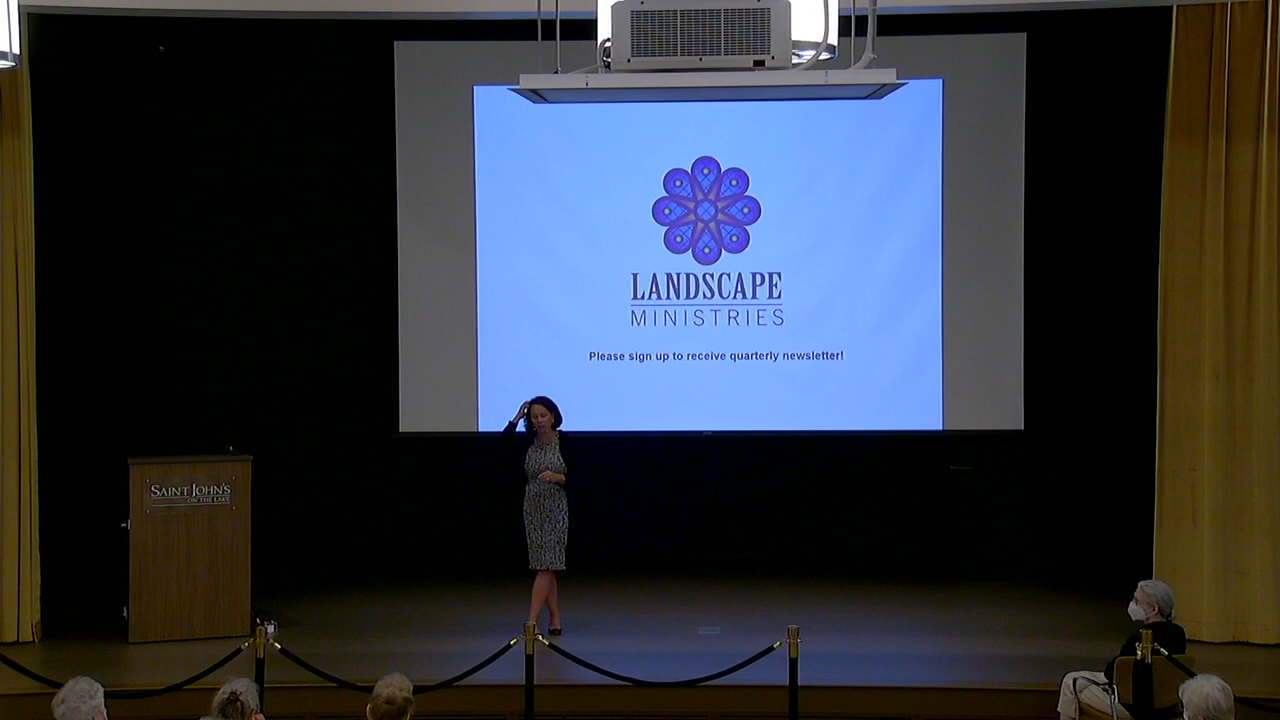 LANDSCAPE
MINISTRIES
Please sign up to receive quarterly newsletter!
SAINT JOHN'S
ON THE LAKE